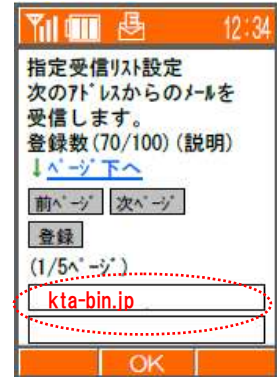 12:34
指定受信ﾘｽﾄ設定
次のｱﾄﾞﾚｽからのﾒｰﾙを
受信します。
登録数(70/100)(説明)
↓ﾍﾟｰｼﾞ下へ
前ﾍﾟｰｼﾞ 次ﾍﾟｰｼﾞ
登録
(1/5ﾍﾟｰｼﾞ)
kta-bin.jp
OK